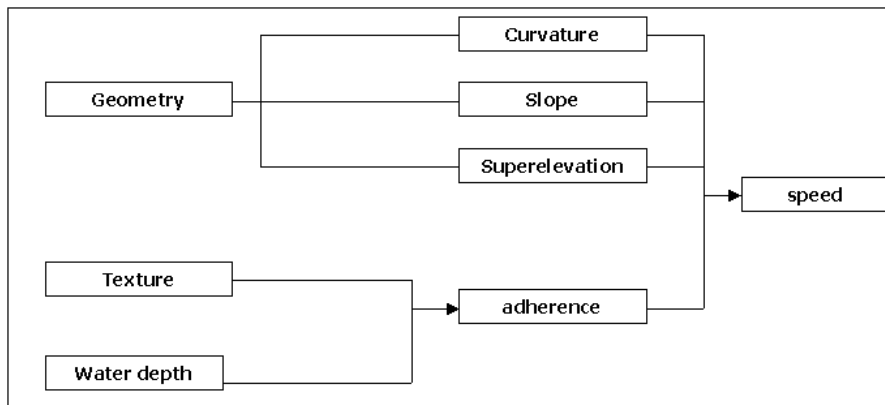 Curvature
Geometry
Slope
Superelevation
speed
Texture
adherence
Water depth